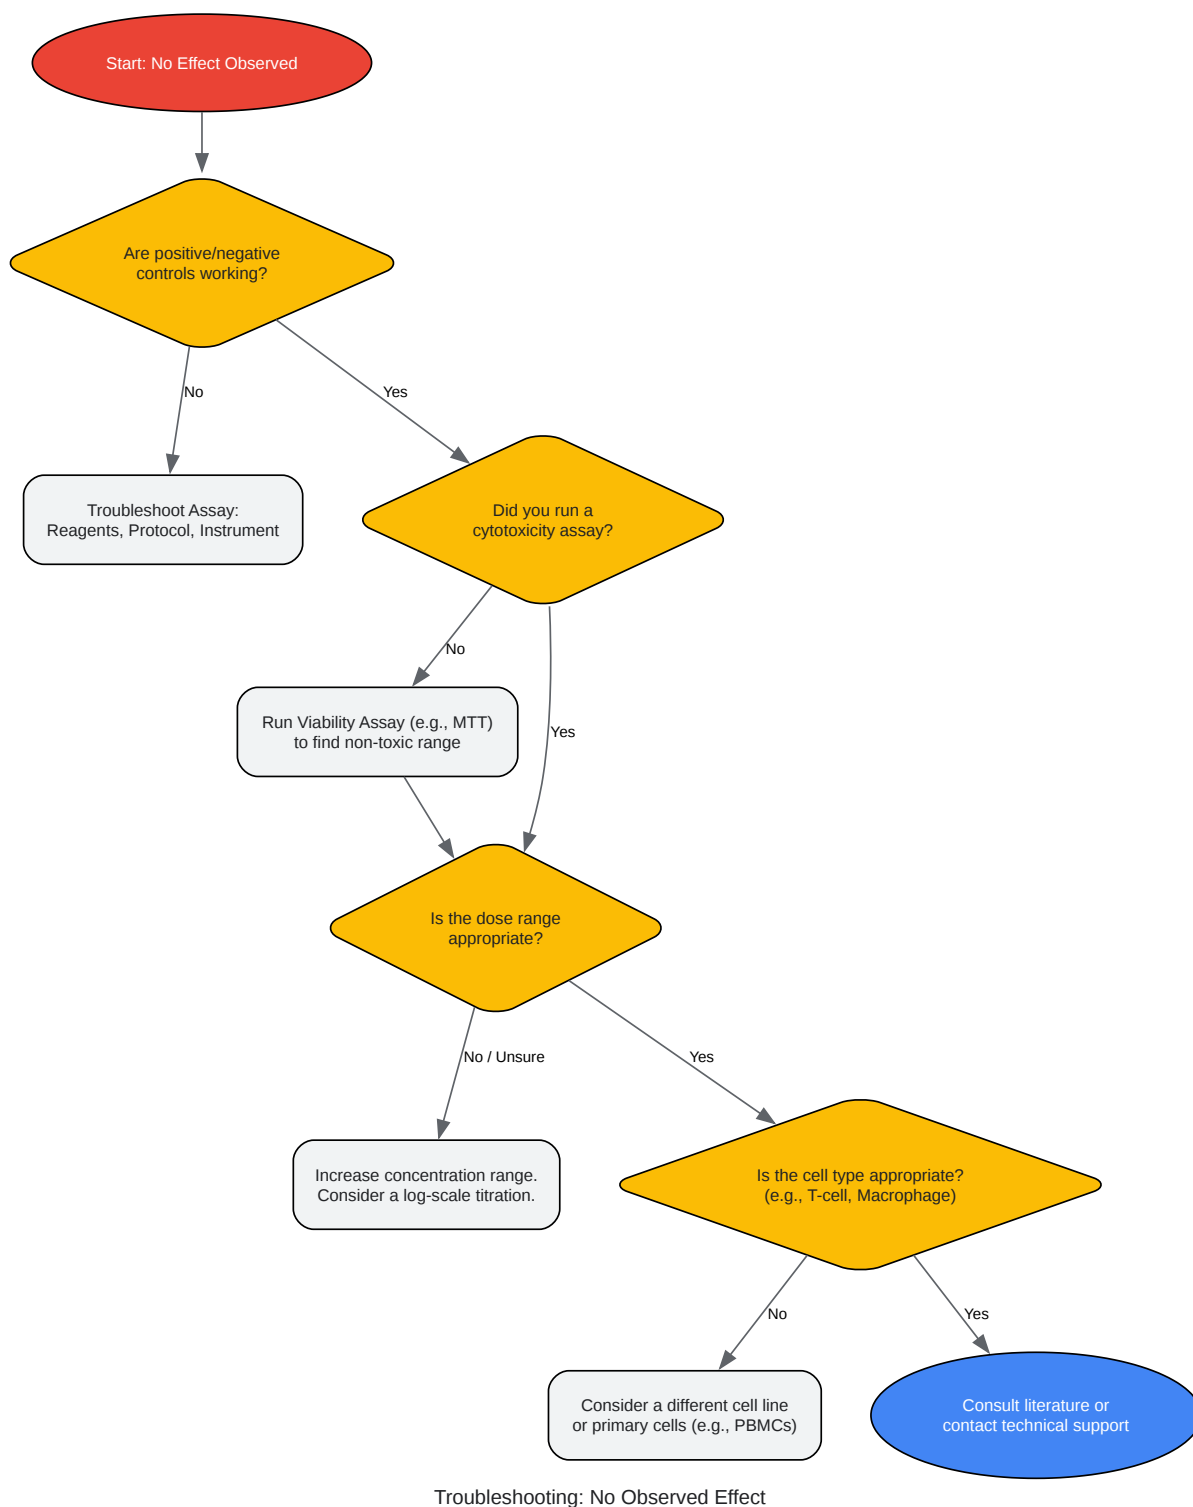 Start: No Effect Observed
Are positive/negative
controls working?
No
Yes
Troubleshoot Assay:
Reagents, Protocol, Instrument
Did you run a
cytotoxicity assay?
No
Run Viability Assay (e.g., MTT)
to find non-toxic range
Yes
Is the dose range
appropriate?
No / Unsure
Yes
Increase concentration range.
Consider a log-scale titration.
Is the cell type appropriate?
(e.g., T-cell, Macrophage)
No
Yes
Consider a different cell line
or primary cells (e.g., PBMCs)
Consult literature or
contact technical support
Troubleshooting: No Observed Effect